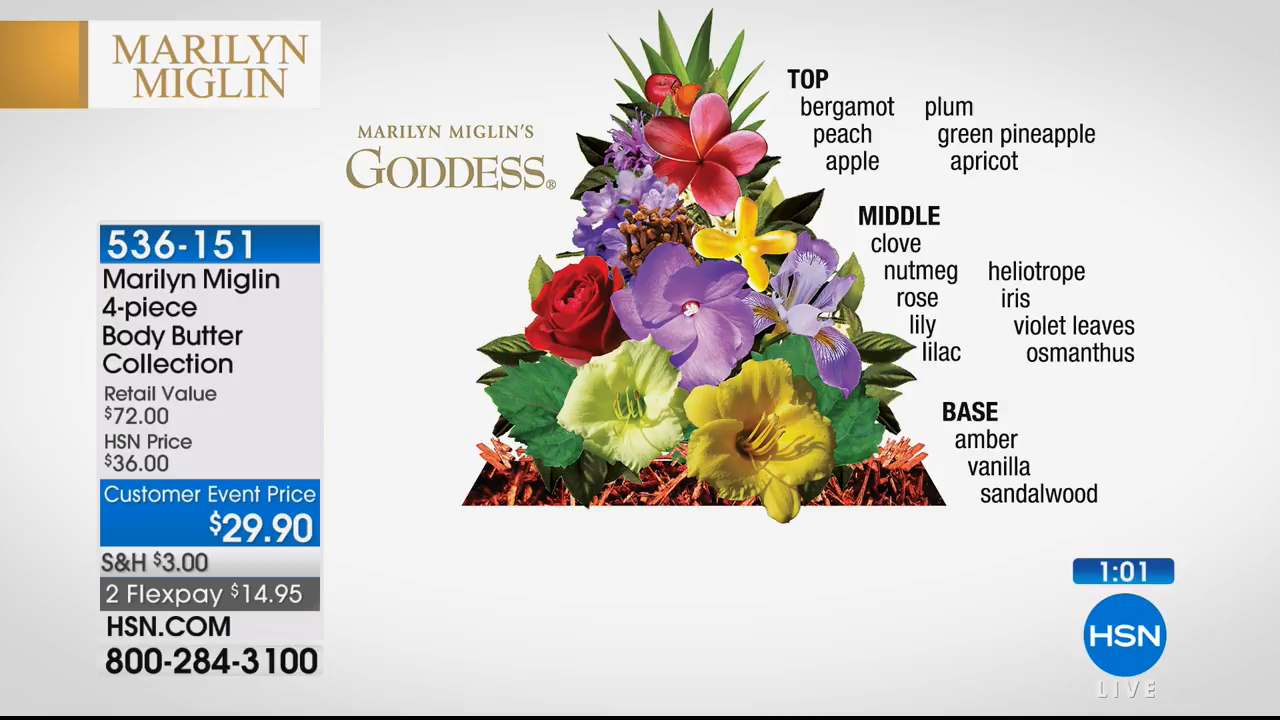 MARILYN
MIGLIN
MARILYN MIGLIN'S
GODDESS®
TOP
bergamot plum
peach green pineapple
apple apricot
MIDDLE
clove
nutmeg heliotrope
rose iris
lily violet leaves
lilac osmanthus
BASE
amber
vanilla
sandalwood
536-151
Marilyn Miglin
4-piece
Body Butter
Collection
Retail Value
$72.00
HSN Price
$36.00
Customer Event Price
$29.90
S&H $3.00
2 Flexpay $14.95
HSN.COM
800-284-3100
1:01
HSN
LIVE